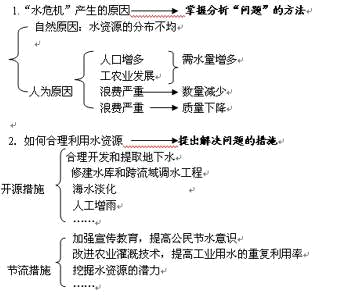 1.“水危机”产生的原因 掌握分析“问题”的方法
自然原因：水资源的分布不均
人口增多
工农业发展
需水量增多
人为原因
浪费严重 数量减少
浪费严重 质量下降
2. 如何合理利用水资源 提出解决问题的措施
合理开发和提取地下水
修建水库和跨流域调水工程
开源措施
海水淡化
人工增雨
……
加强宣传教育，提高公民节水意识
改进农业灌溉技术，提高工业用水的重复利用率
节流措施
挖掘水资源的潜力
……